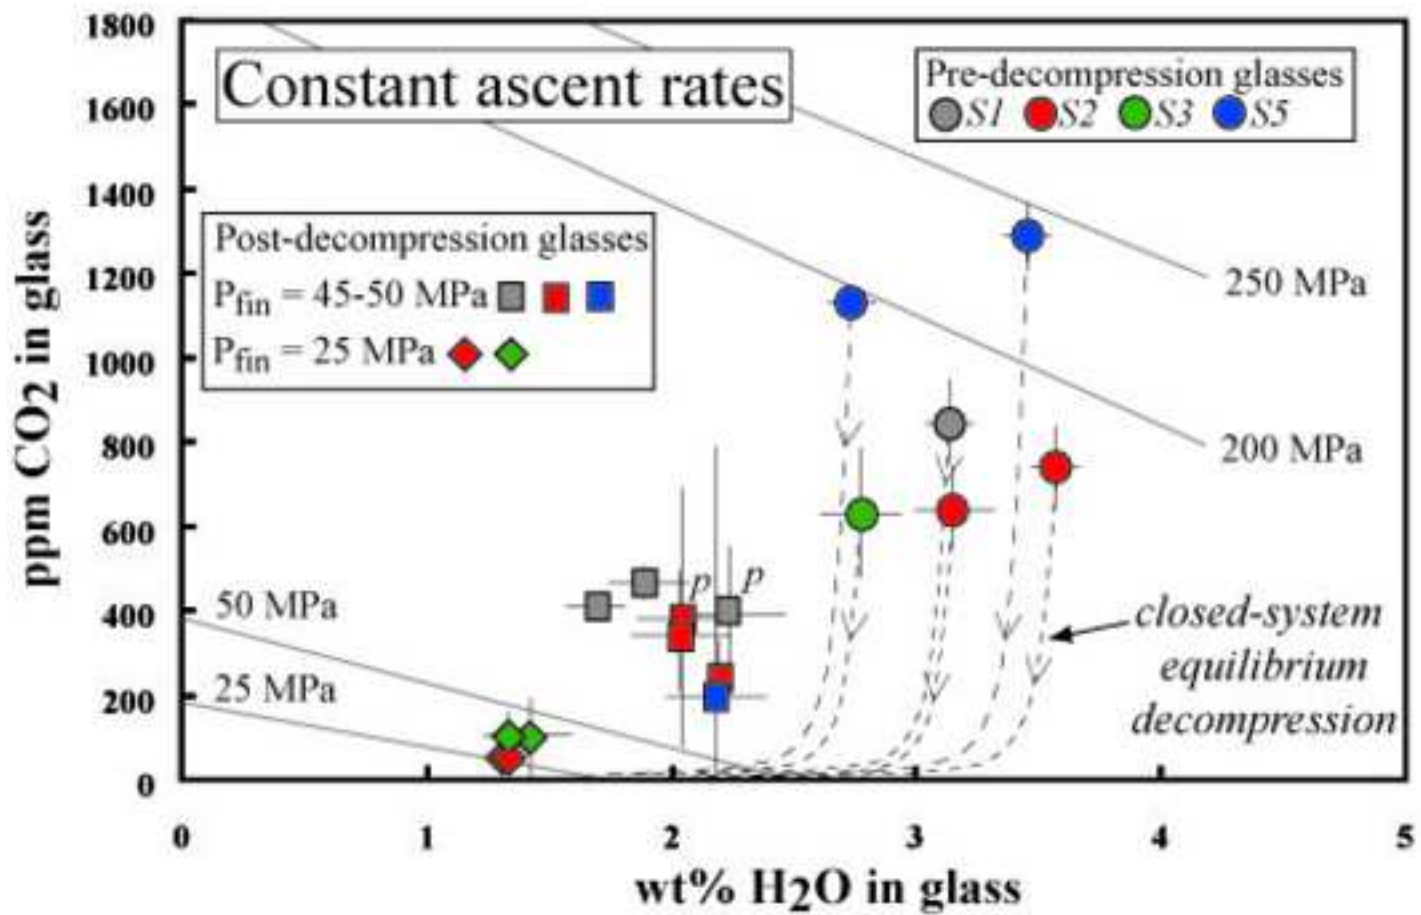 1800
1600
1400
1200
1000
800
600
400
200
0
ppm CO2 in glass
Constant ascent rates
Pre-decompression glasses
S1 S2 S3 S5
Post-decompression glasses
Pfin = 45-50 MPa
Pfin = 25 MPa
250 MPa
200 MPa
p p
50 MPa
25 MPa
closed-system
equilibrium
decompression
0 1 2 3 4 5
wt% H2O in glass